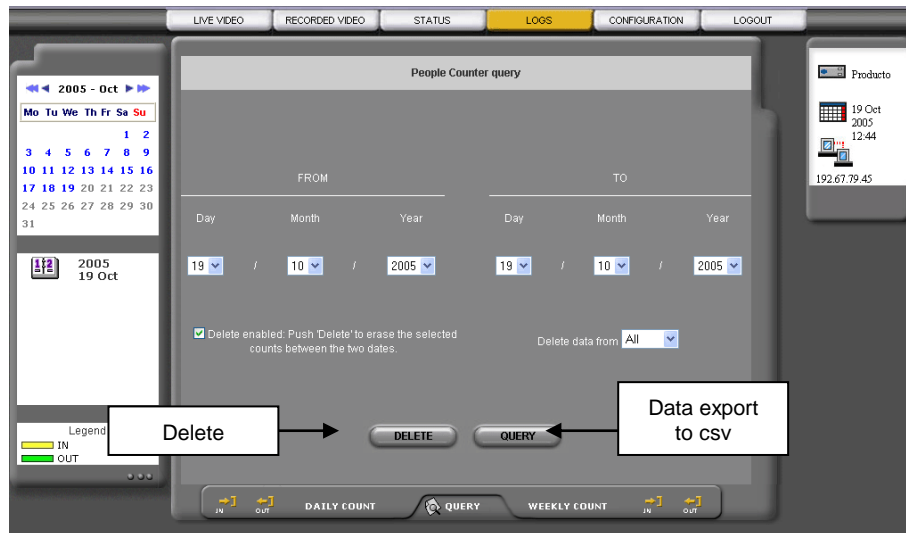 LIVE VIDEO RECORDED VIDEO STATUS LOGS CONFIGURATION LOGOUT
2005 - Oct
Mo Tu We Th Fr Sa Su
1 2
3 4 5 6 7 8 9
10 11 12 13 14 15 16
17 18 19 20 21 22 23
24 25 26 27 28 29 30
31
1 2
2005
19 Oct
Legend
IN
OUT
People Counter query
FROM TO
Day Month Year Day Month Year
19 / 10 / 2005 19 / 10 / 2005
Delete enabled: Push 'Delete' to erase the selected
counts between the two dates.
Delete data from All
Delete
DELETE QUERY
Data export
to csv
IN OUT DAILY COUNT QUERY WEEKLY COUNT IN OUT
Producto
19 Oct
2005
12:44
192.67.79.45